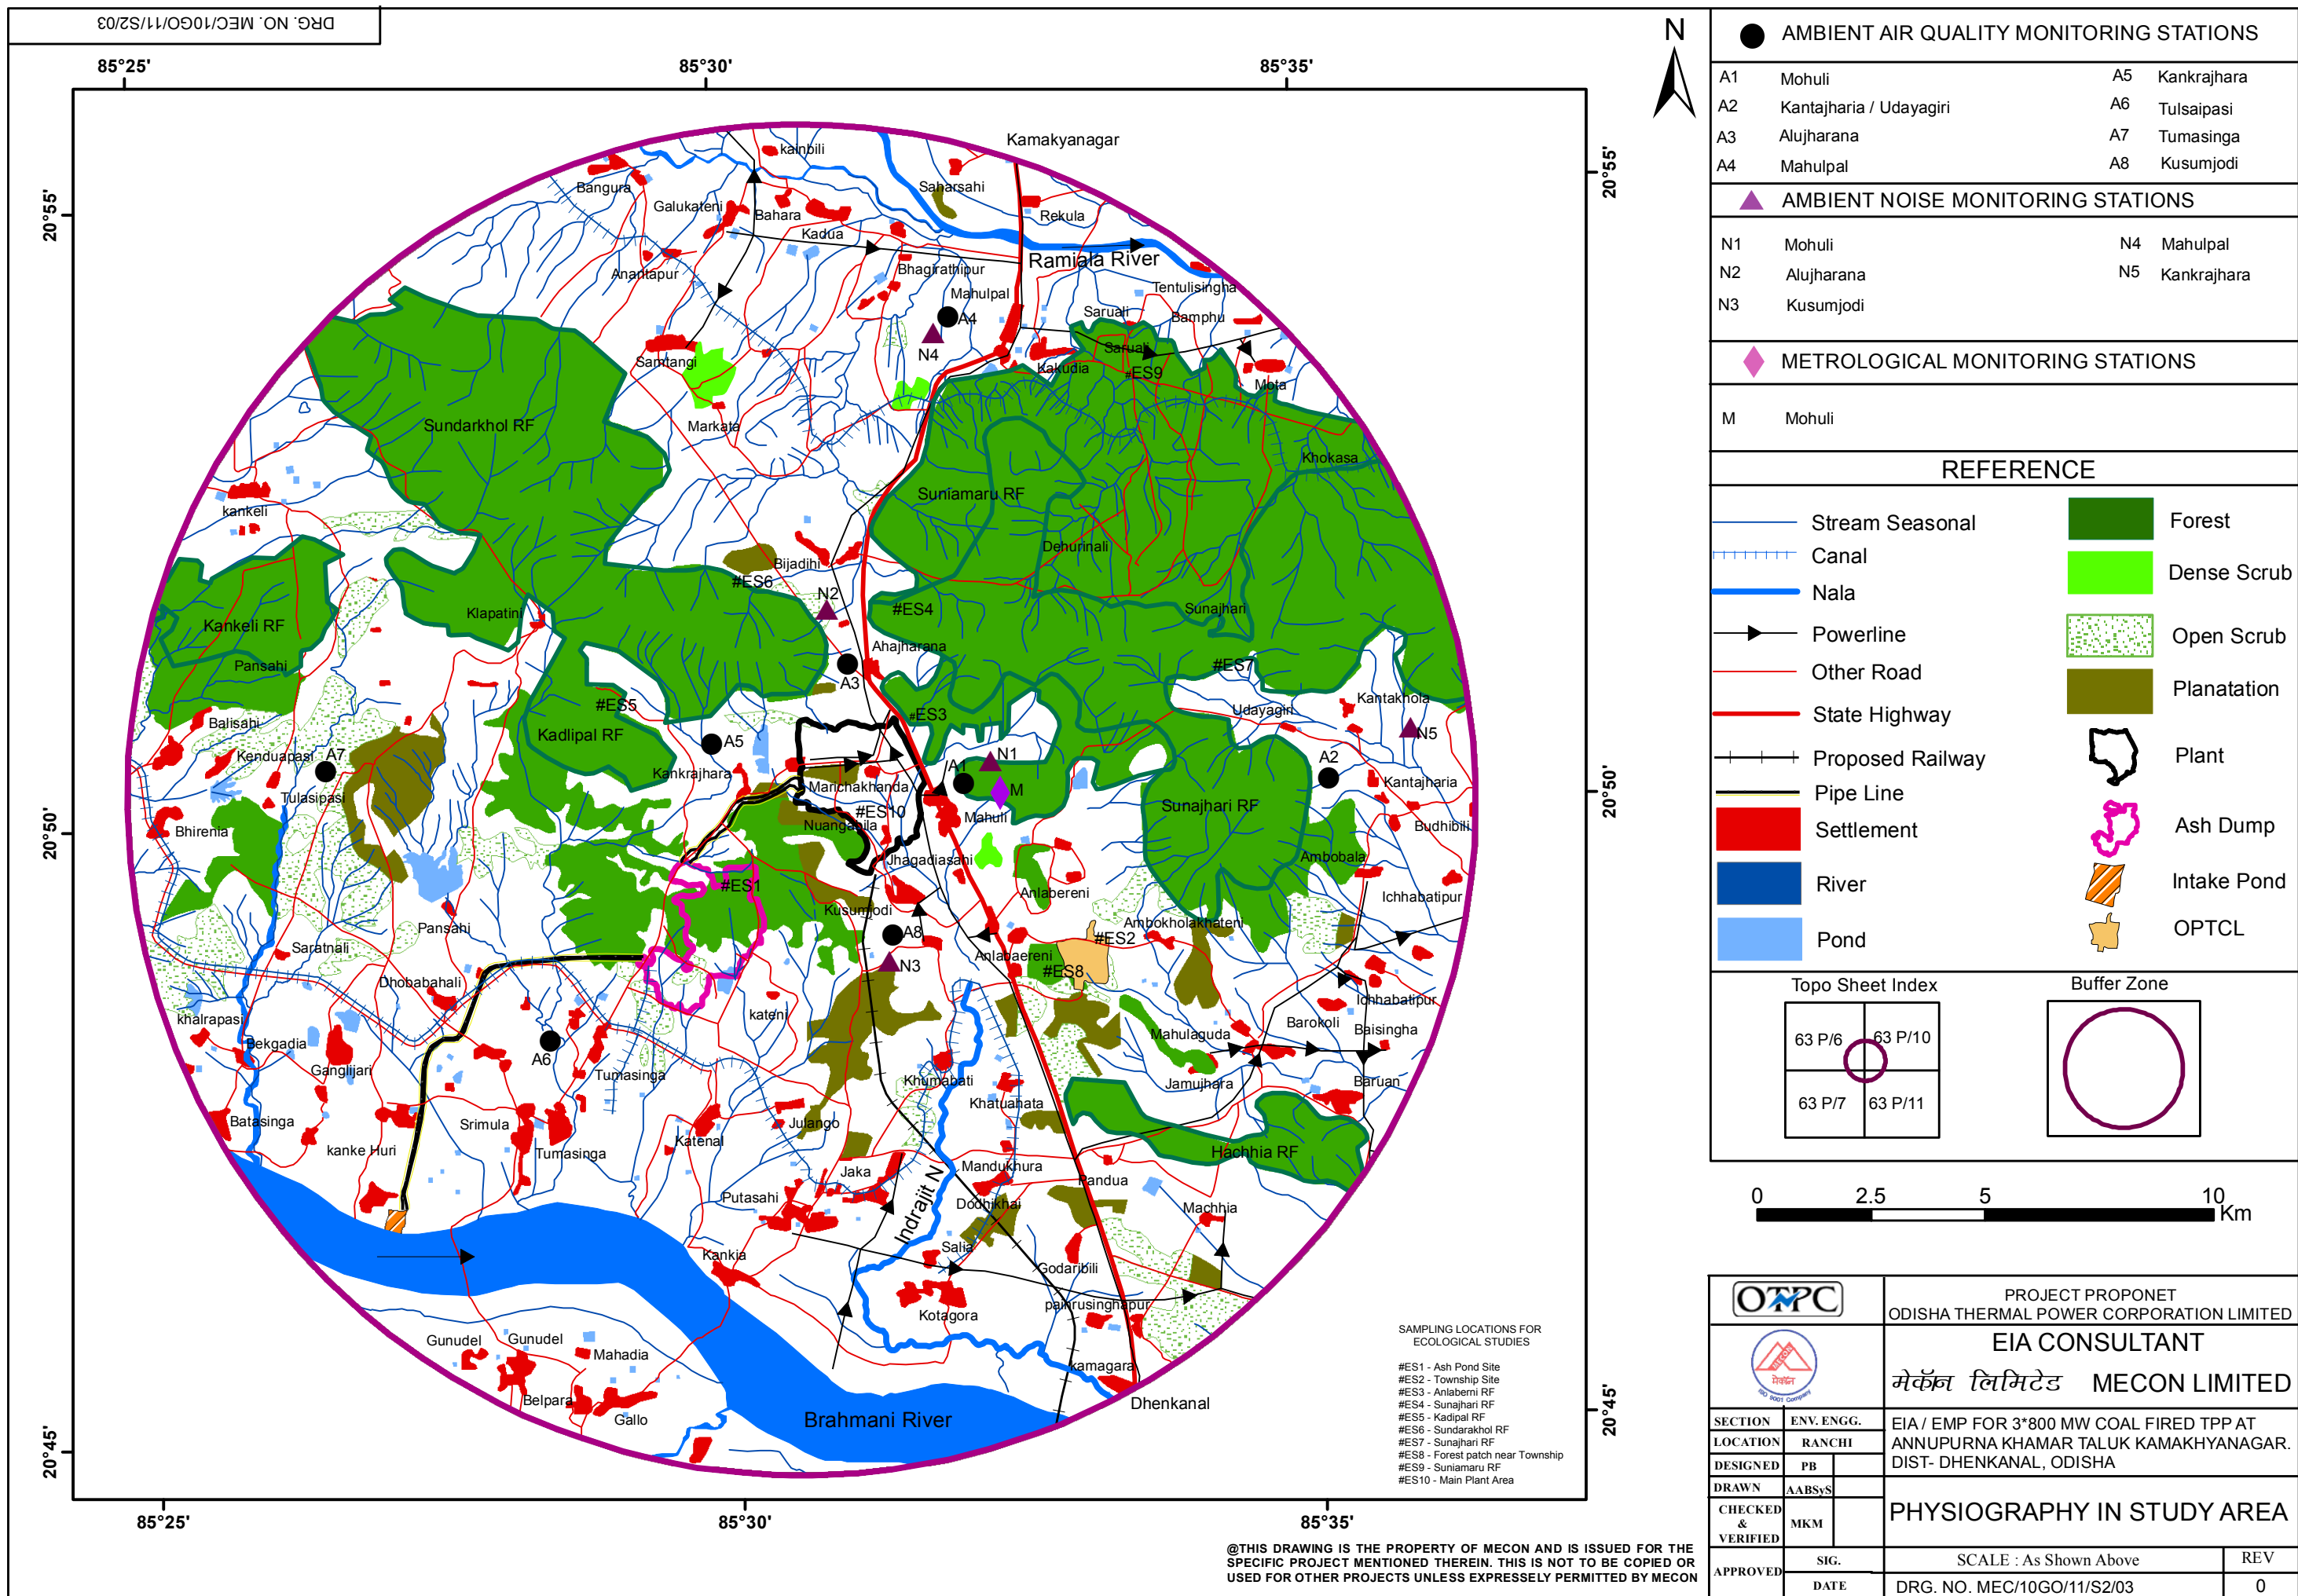 DRG. NO. MEC/10GO/11/S2/03
85°25'
85°30'
85°35'
N
20°55'
20°50'
20°45'
20°55'
20°50'
20°45'
85°25'
85°30'
85°35'
Kamakyanagar
kainbili
Bangura
Saharsahi
Galukateni
Bahara
Rekula
Kadua
Ramiala River
Anantapur
Bhagirathipur
Mahulpal
Tentulisingha
A4
Saruali
Bamphu
N4
Samtangi
Saruali
Kakudia
#ES9
Mota
Sundarkhol RF
Markata
Khokasa
Suniamaru RF
kankeli
Dehurinali
Bijadihi
#ES6
N2
#ES4
Sunajhari
Klapatini
Kankeli RF
Ahajharana
Pansahi
A3
#ES7
Kantakhola
#ES5
#ES3
Udayagiri
Balisahi
Kadlipal RF
A5
N5
Kenduapasi
A7
N1
A2
Kankrajhara
A1
Marichakhanda
M
Kantajharia
Tulasipasi
#ES10
Sunajhari RF
Nuangahila
Mahuli
Bhirenia
Budhibili
Jhagadiasahi
Ambobala
#ES1
Anlabereni
Ichhabatipur
Kusumjodi
Pansahi
Ambokholakhateni
A8
#ES2
Saratnali
Anlabaereni
N3
#ES8
Dhobabahali
Ichhabatipur
khalrapasi
kateni
Barokoli
Baisingha
Mahulaguda
Bekgadia
A6
Ganglijari
Tumasinga
Khumabati
Jamujhara
Baruan
Khatuahata
Batasinga
Srimula
Julango
kanke Huri
Katenal
Tumasinga
Hachhia RF
Jaka
Mandukhura
Pandua
Putasahi
Indrajit N
Dodhikhai
Machhia
Kankia
Salia
Godaribili
Kotagora
painrusinghapur
Gunudel
Gunudel
Mahadia
kamagara
Belpara
Gallo
Brahmani River
Dhenkanal
SAMPLING LOCATIONS FOR
ECOLOGICAL STUDIES
#ES1 - Ash Pond Site
#ES2 - Township Site
#ES3 - Anlaberni RF
#ES4 - Sunajhari RF
#ES5 - Kadipal RF
#ES6 - Sundarakhol RF
#ES7 - Sunajhari RF
#ES8 - Forest patch near Township
#ES9 - Suniamaru RF
#ES10 - Main Plant Area
@THIS DRAWING IS THE PROPERTY OF MECON AND IS ISSUED FOR THE
SPECIFIC PROJECT MENTIONED THEREIN. THIS IS NOT TO BE COPIED OR
USED FOR OTHER PROJECTS UNLESS EXPRESSELY PERMITTED BY MECON
AMBIENT AIR QUALITY MONITORING STATIONS
A1 Mohuli A5 Kankrajhara
A2 Kantajharia / Udayagiri A6 Tulsaipasi
A3 Alujharana A7 Tumasinga
A4 Mahulpal A8 Kusumjodi
AMBIENT NOISE MONITORING STATIONS
N1 Mohuli N4 Mahulpal
N2 Alujharana N5 Kankrajhara
N3 Kusumjodi
METROLOGICAL MONITORING STATIONS
M Mohuli
REFERENCE
Stream Seasonal Forest
Canal Dense Scrub
Nala
Powerline Open Scrub
Other Road Planatation
State Highway
Proposed Railway Plant
Pipe Line
Settlement Ash Dump
River Intake Pond
Pond OPTCL
Topo Sheet Index Buffer Zone
63 P/6 63 P/10
63 P/7 63 P/11
0 2.5 5 10
Km
OTPC
PROJECT PROPONET
ODISHA THERMAL POWER CORPORATION LIMITED
मेकॉन
ISO 9001 Company
EIA CONSULTANT
मेकॉन लिमिटेड MECON LIMITED
SECTION ENV. ENGG.
LOCATION RANCHI
DESIGNED PB
DRAWN AABSyS
CHECKED
&
VERIFIED
MKM
APPROVED SIG.
DATE
EIA / EMP FOR 3*800 MW COAL FIRED TPP AT
ANNUPURNA KHAMAR TALUK KAMAKHYANAGAR.
DIST- DHENKANAL, ODISHA
PHYSIOGRAPHY IN STUDY AREA
SCALE : As Shown Above REV
DRG. NO. MEC/10GO/11/S2/03 0